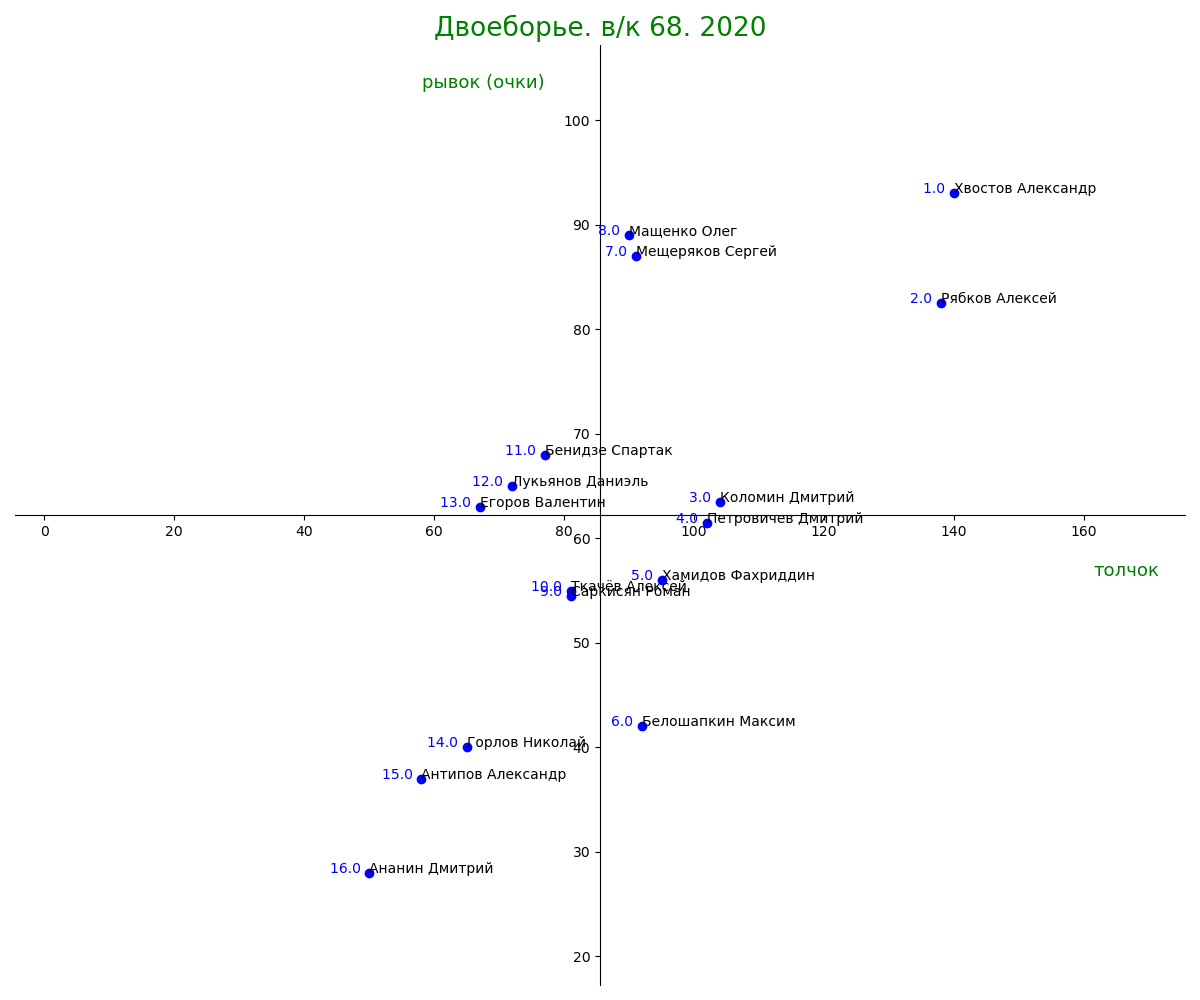 Двоеборье. в/к 68. 2020
рывок (очки)
100
1.0 Хвостов Александр
90
8.0 Мащенко Олег
7.0 Мещеряков Сергей
2.0 Рябков Алексей
80
70
11.0 Бенидзе Спартак
12.0 Лукьянов Даниэль
3.0 Коломин Дмитрий
13.0 Егоров Валентин
4.0 Петровичев Дмитрий
0 20 40 60 80 100 120 140 160
60
толчок
5.0 Хамидов Фахриддин
10.0 Ткачёв Алексей
9.0 Саркисян Роман
50
6.0 Белошапкин Максим
14.0 Горлов Николай
40
15.0 Антипов Александр
16.0 Ананин Дмитрий
30
20